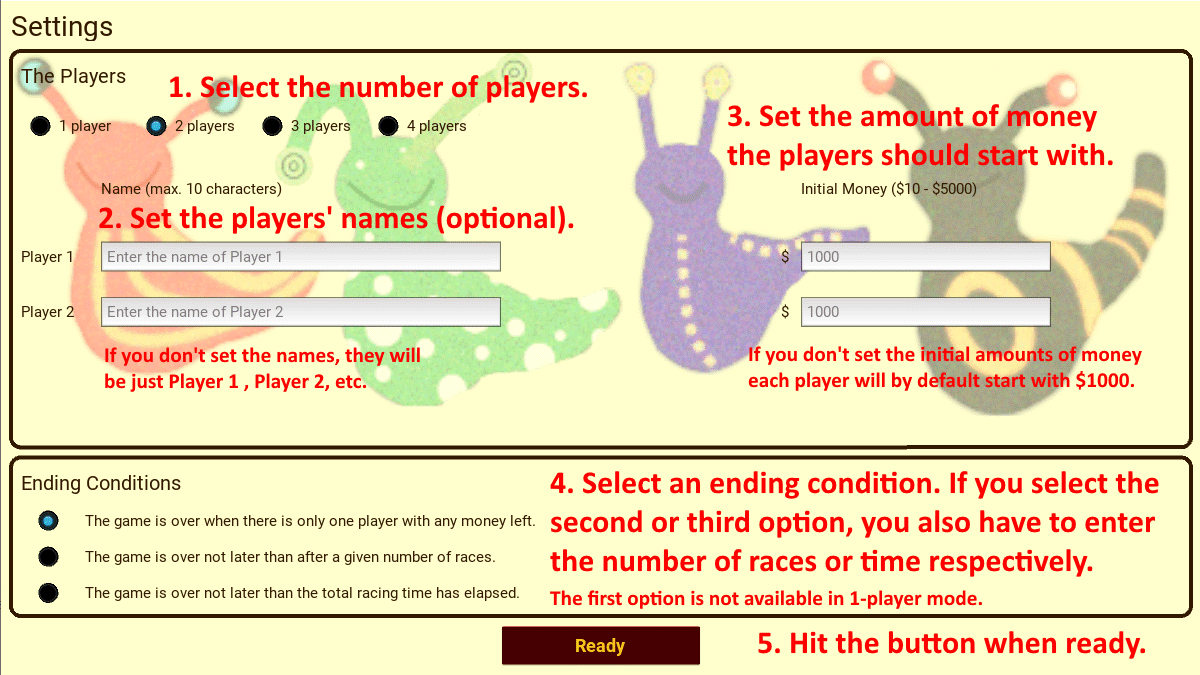 Settings
The Players
1. Select the number of players.
1 player
2 players
3 players
4 players
3. Set the amount of money
the players should start with.
Name (max. 10 characters)
Initial Money ($10 - $5000)
2. Set the players' names (optional).
Player 1
Enter the name of Player 1
$
1000
Player 2
Enter the name of Player 2
$
1000
If you don't set the names, they will
be just Player 1 , Player 2, etc.
If you don't set the initial amounts of money
each player will by default start with $1000.
Ending Conditions
The game is over when there is only one player with any money left.
The game is over not later than after a given number of races.
The game is over not later than the total racing time has elapsed.
4. Select an ending condition. If you select the
second or third option, you also have to enter
the number of races or time respectively.
The first option is not available in 1-player mode.
Ready
5. Hit the button when ready.